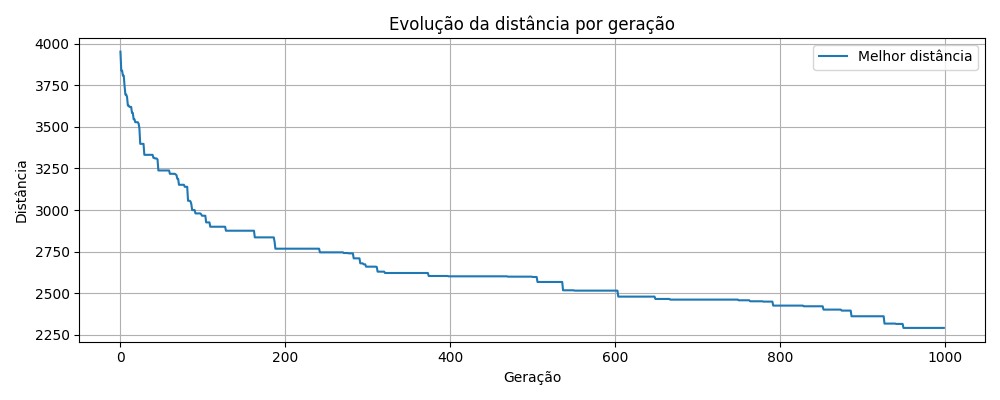 Evolução da distância por geração
Melhor distância
4000
3750
3500
3250
3000
2750
2500
2250
Distância
0 200 400 600 800 1000
Geração